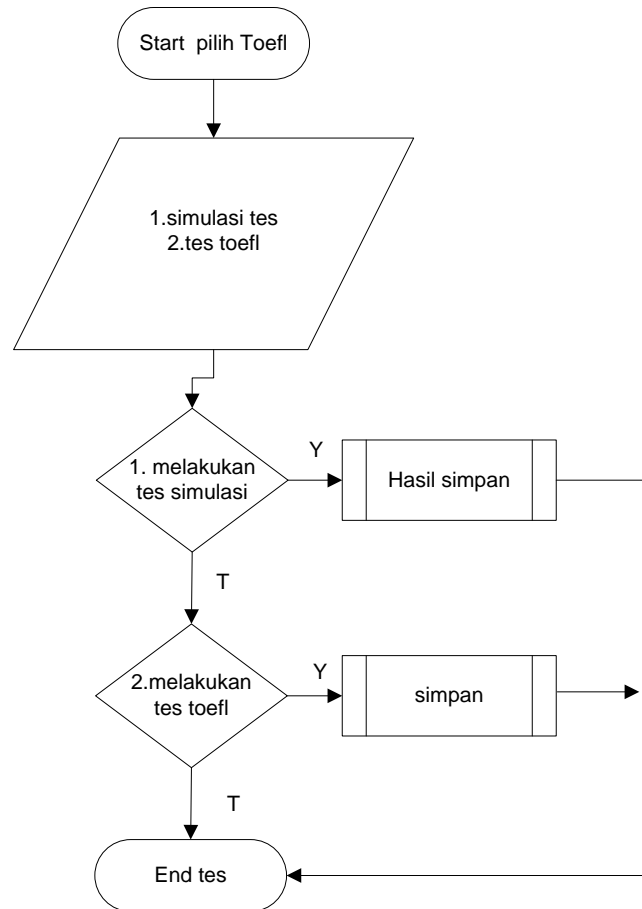 Start  pilih Toefl
1.simulasi tes
2.tes toefl
1. melakukan
tes simulasi
Y
Hasil simpan
T
2.melakukan
tes toefl
Y
simpan
T
End tes